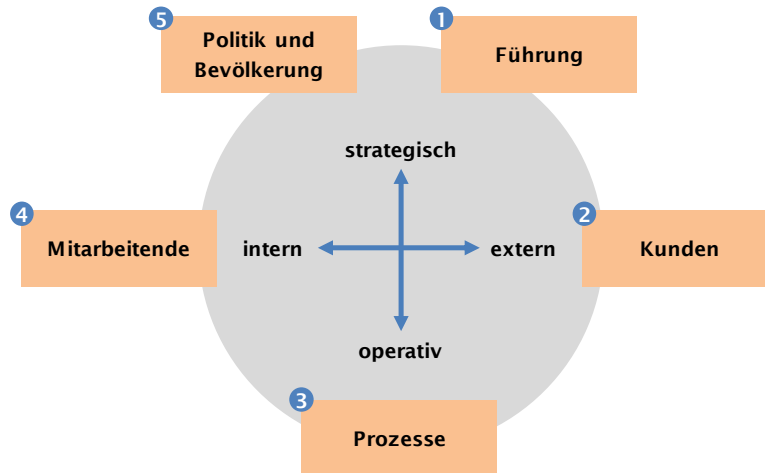 5
Politik und
Bevölkerung
1
Führung
strategisch
4
Mitarbeitende
intern
extern
2
Kunden
operativ
3
Prozesse